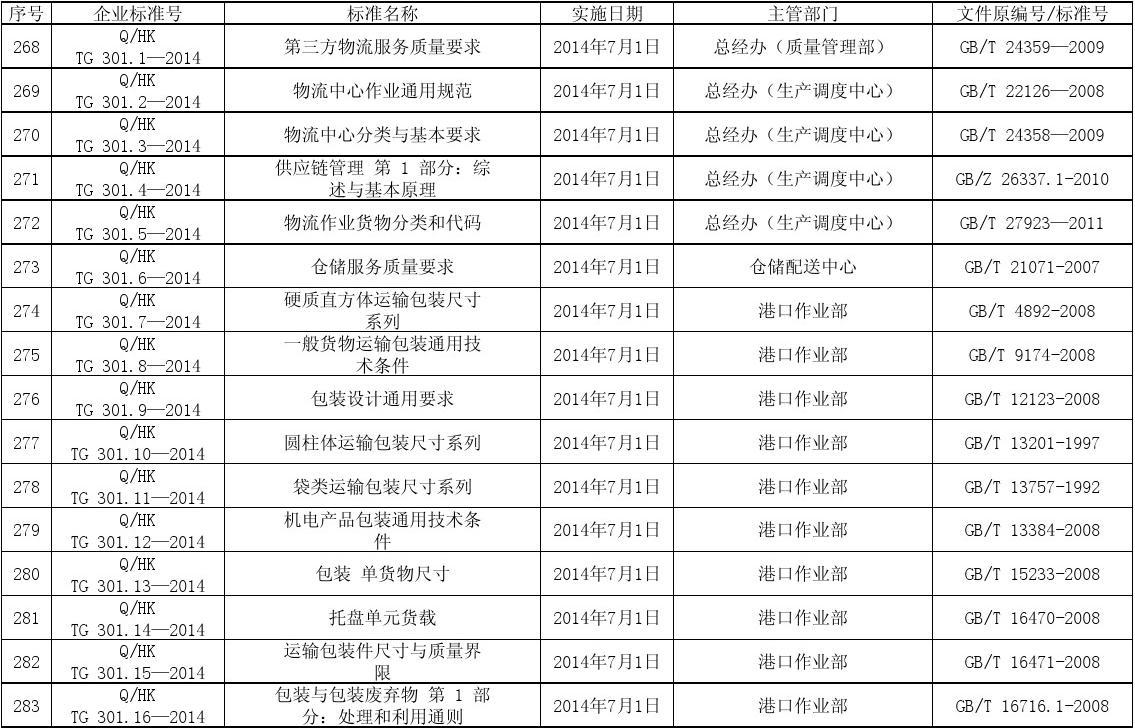 序号 企业标准号 标准名称 实施日期 主管部门 文件原编号/标准号
268 Q/HK TG 301.1—2014 第三方物流服务质量要求 2014年7月1日 总经办（质量管理部） GB/T 24359—2009
269 Q/HK TG 301.2—2014 物流中心作业通用规范 2014年7月1日 总经办（生产调度中心） GB/T 22126—2008
270 Q/HK TG 301.3—2014 物流中心分类与基本要求 2014年7月1日 总经办（生产调度中心） GB/T 24358—2009
271 Q/HK TG 301.4—2014 供应链管理 第 1 部分：综述与基本原理 2014年7月1日 总经办（生产调度中心） GB/Z 26337.1-2010
272 Q/HK TG 301.5—2014 物流作业货物分类和代码 2014年7月1日 总经办（生产调度中心） GB/T 27923—2011
273 Q/HK TG 301.6—2014 仓储服务质量要求 2014年7月1日 仓储配送中心 GB/T 21071-2007
274 Q/HK TG 301.7—2014 硬质直方体运输包装尺寸系列 2014年7月1日 港口作业部 GB/T 4892-2008
275 Q/HK TG 301.8—2014 一般货物运输包装通用技术条件 2014年7月1日 港口作业部 GB/T 9174-2008
276 Q/HK TG 301.9—2014 包装设计通用要求 2014年7月1日 港口作业部 GB/T 12123-2008
277 Q/HK TG 301.10—2014 圆柱体运输包装尺寸系列 2014年7月1日 港口作业部 GB/T 13201-1997
278 Q/HK TG 301.11—2014 袋类运输包装尺寸系列 2014年7月1日 港口作业部 GB/T 13757-1992
279 Q/HK TG 301.12—2014 机电产品包装通用技术条件 2014年7月1日 港口作业部 GB/T 13384-2008
280 Q/HK TG 301.13—2014 包装 单货物尺寸 2014年7月1日 港口作业部 GB/T 15233-2008
281 Q/HK TG 301.14—2014 托盘单元货载 2014年7月1日 港口作业部 GB/T 16470-2008
282 Q/HK TG 301.15—2014 运输包装件尺寸与质量界限 2014年7月1日 港口作业部 GB/T 16471-2008
283 Q/HK TG 301.16—2014 包装与包装废弃物 第 1 部分：处理和利用通则 2014年7月1日 港口作业部 GB/T 16716.1-2008